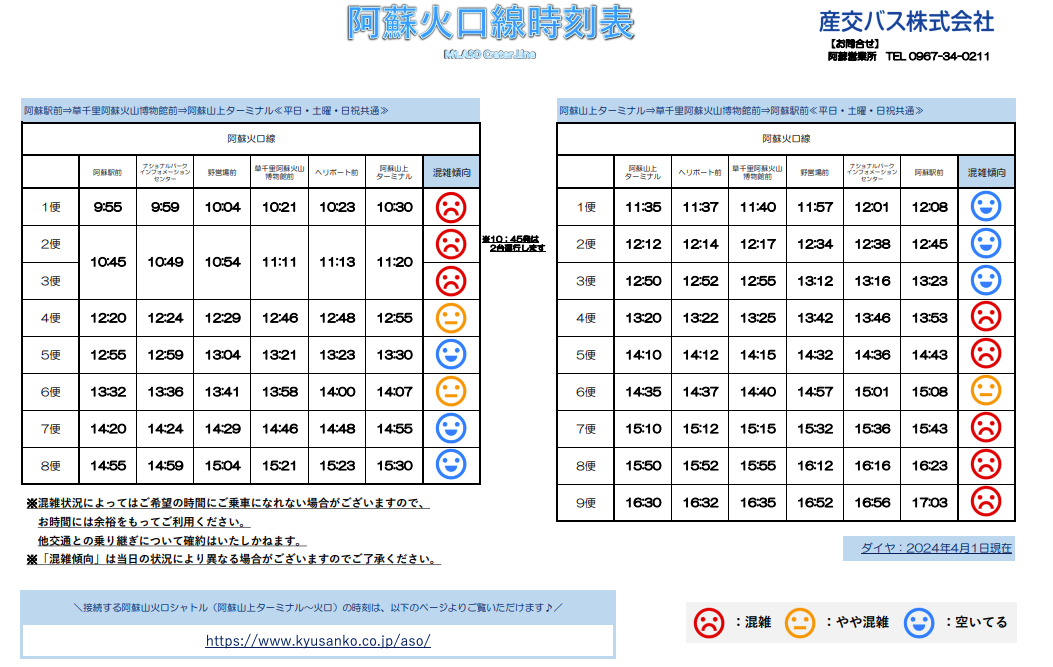 阿蘇火口線時刻表
Mt.ASO Crater Line
産交バス株式会社
【お問合せ】
阿蘇営業所　TEL 0967-34-0211
阿蘇駅前⇒草千里阿蘇火山博物館前⇒阿蘇山上ターミナル≪平日・土曜・日祝共通≫
阿蘇火口線
阿蘇駅前 ナショナルパークインフォメーションセンター 野営場前 草千里阿蘇火山博物館前 ヘリポート前 阿蘇山上ターミナル 混雑傾向
1便 9:55 9:59 10:04 10:21 10:23 10:30
2便
3便
10:45 10:49 10:54 11:11 11:13 11:20
※10：45発は
2台運行します
4便 12:20 12:24 12:29 12:46 12:48 12:55
5便 12:55 12:59 13:04 13:21 13:23 13:30
6便 13:32 13:36 13:41 13:58 14:00 14:07
7便 14:20 14:24 14:29 14:46 14:48 14:55
8便 14:55 14:59 15:04 15:21 15:23 15:30
※混雑状況によってはご希望の時間にご乗車になれない場合がございますので、
お時間には余裕をもってご利用ください。
他交通との乗り継ぎについて確約はいたしかねます。
※「混雑傾向」は当日の状況により異なる場合がございますのでご了承ください。
阿蘇山上ターミナル⇒草千里阿蘇火山博物館前⇒阿蘇駅前≪平日・土曜・日祝共通≫
阿蘇火口線
阿蘇山上ターミナル ヘリポート前 草千里阿蘇火山博物館前 野営場前 ナショナルパークインフォメーションセンター 阿蘇駅前 混雑傾向
1便 11:35 11:37 11:40 11:57 12:01 12:08
2便 12:12 12:14 12:17 12:34 12:38 12:45
3便 12:50 12:52 12:55 13:12 13:16 13:23
4便 13:20 13:22 13:25 13:42 13:46 13:53
5便 14:10 14:12 14:15 14:32 14:36 14:43
6便 14:35 14:37 14:40 14:57 15:01 15:08
7便 15:10 15:12 15:15 15:32 15:36 15:43
8便 15:50 15:52 15:55 16:12 16:16 16:23
9便 16:30 16:32 16:35 16:52 16:56 17:03
ダイヤ：2024年4月1日現在
＼接続する阿蘇山火口シャトル（阿蘇山上ターミナル～火口）の時刻は、以下のページよりご覧いただけます♪／
https://www.kyusanko.co.jp/aso/
：混雑 ：やや混雑 ：空いてる